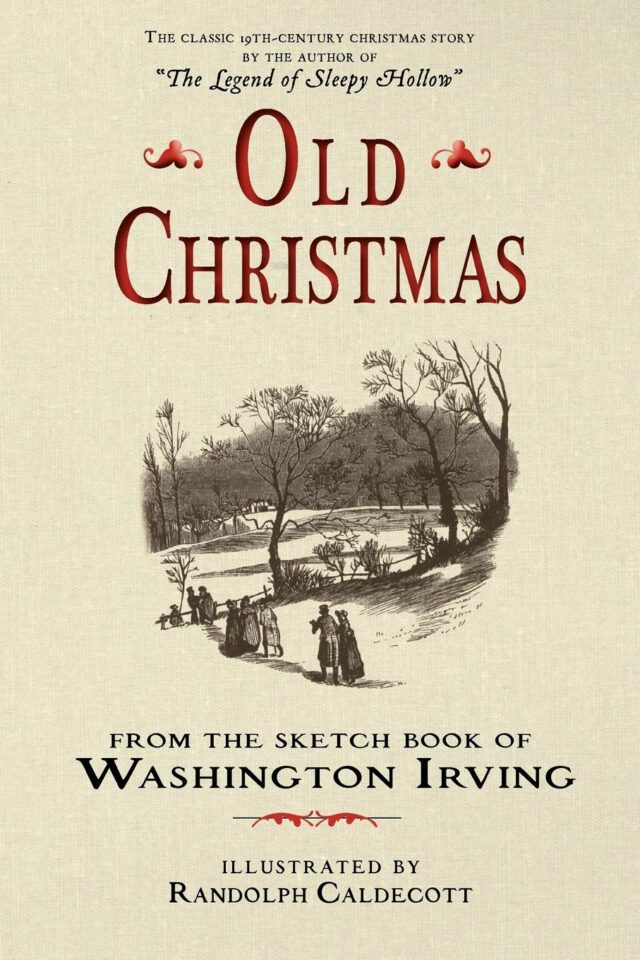 The classic 19th-century Christmas story
by the author of
"The Legend of Sleepy Hollow"
Old
Christmas
from the Sketch Book of
Washington Irving
illustrated by
Randolph Caldecott